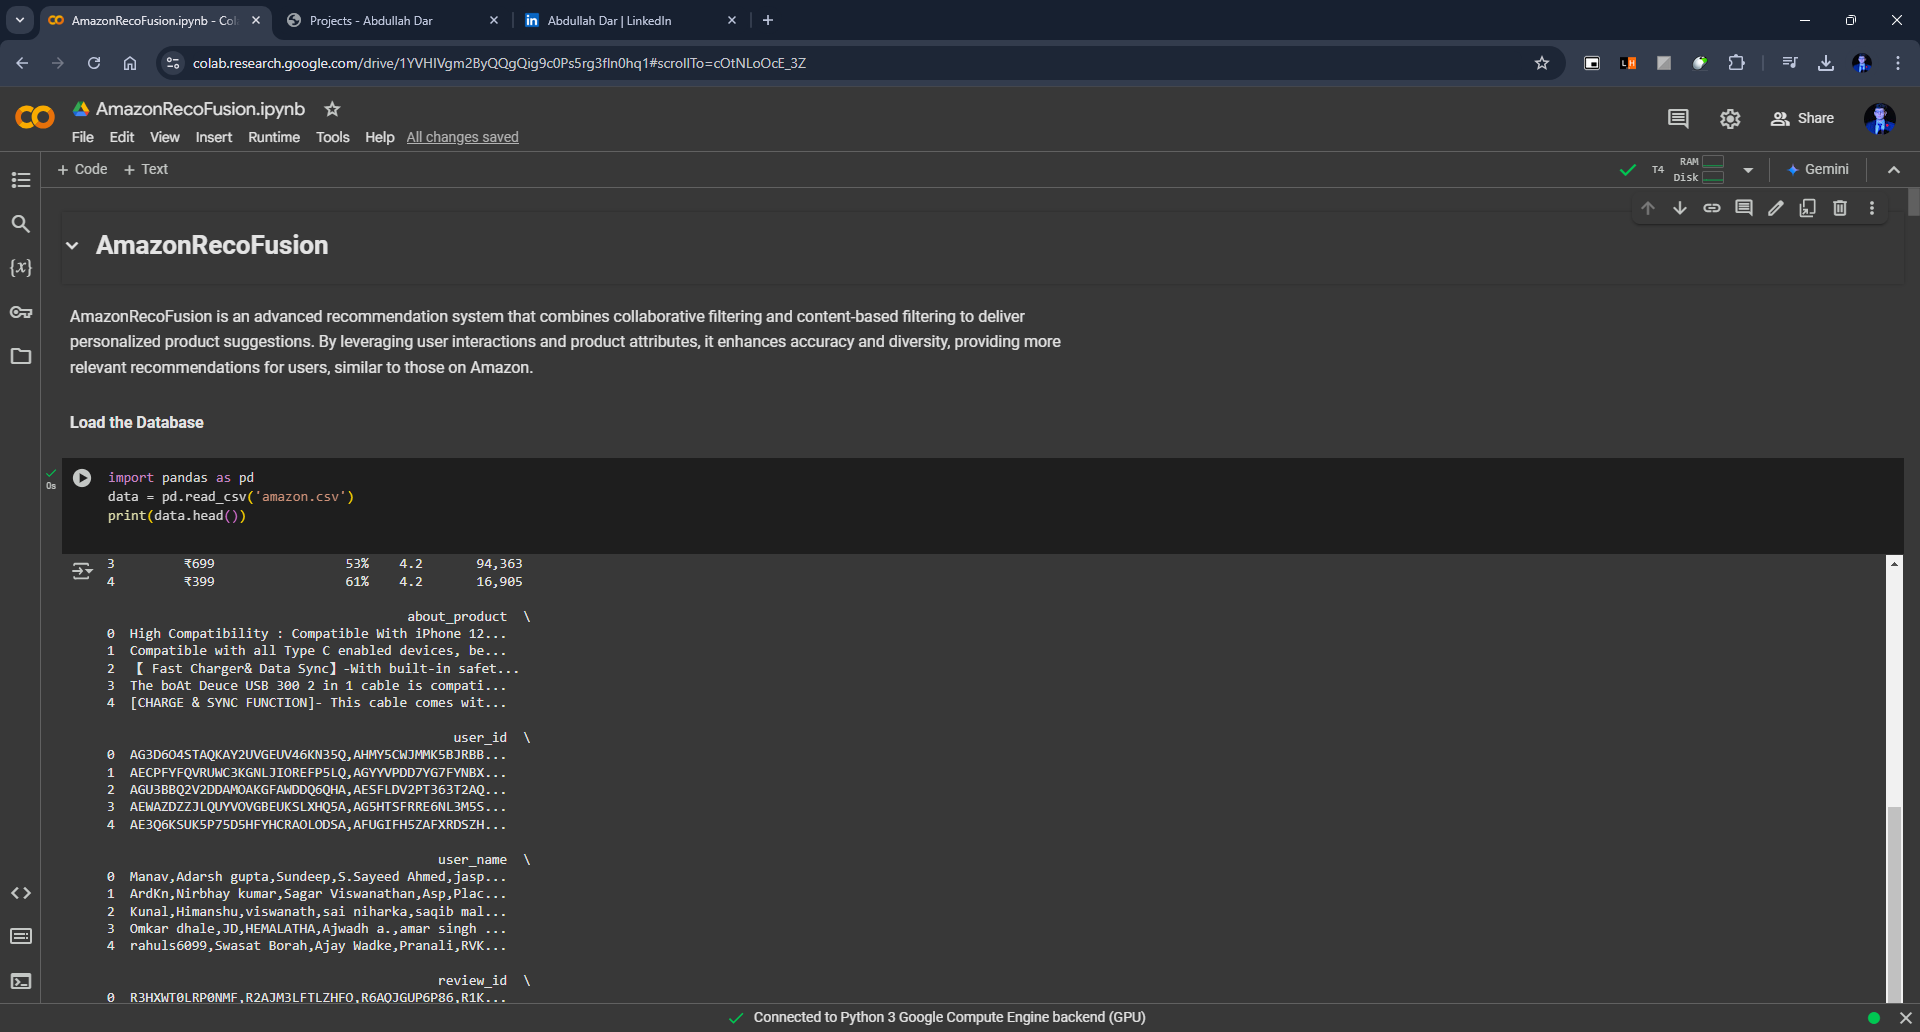 AmazonRecoFusion.ipynb - Col
Projects - Abdullah Dar
Abdullah Dar | LinkedIn
colab.research.google.com/drive/1YVHIVgm2ByQQgQig9c0Ps5rg3fIn0hq1#scrollTo=cOtNLoOcE_3Z
AmazonRecoFusion.ipynb
File Edit View Insert Runtime Tools Help All changes saved
Share
+ Code + Text
T4 RAM Disk
Gemini
AmazonRecoFusion
AmazonRecoFusion is an advanced recommendation system that combines collaborative filtering and content-based filtering to deliver
personalized product suggestions. By leveraging user interactions and product attributes, it enhances accuracy and diversity, providing more
relevant recommendations for users, similar to those on Amazon.
Load the Database
0s
import pandas as pd
data = pd.read_csv('amazon.csv')
print(data.head())
3 ₹699 53% 4.2 94,363
4 ₹399 61% 4.2 16,905
about_product \
0 High Compatibility : Compatible With iPhone 12...
1 Compatible with all Type C enabled devices, be...
2 【 Fast Charger& Data Sync】-With built-in safet...
3 The boAt Deuce USB 300 2 in 1 cable is compati...
4 [CHARGE & SYNC FUNCTION]- This cable comes wit...
user_id \
0 AG3D6O4STAQKAY2UVGEUV46KN35Q,AHMY5CWJMMK5BJRBB...
1 AECPFYFQVRUWC3KGNLJIOREFP5LQ,AGYYVPDD7YG7FYNBX...
2 AGU3BBQ2V2DDAMOAKGFAWDDQ6QHA,AESFLDV2PT363T2AQ...
3 AEWAZDZZJLQUYVOVGBEUKSLXHQ5A,AG5HTSFRRE6NL3M5S...
4 AE3Q6KSUK5P75D5HFYHCRAOLODSA,AFUGIFH5ZAFXRDSZH...
user_name \
0 Manav,Adarsh gupta,Sundeep,S.Sayeed Ahmed,jasp...
1 ArdKn,Nirbhay kumar,Sagar Viswanathan,Asp,Plac...
2 Kunal,Himanshu,viswanath,sai niharka,saqib mal...
3 Omkar dhale,JD,HEMALATHA,Ajwadh a.,amar singh ...
4 rahuls6099,Swasat Borah,Ajay Wadke,Pranali,RVK...
review_id \
0 R3HXWT0LRP0NMF,R2AJM3LFTLZHFO,R6AQJGUP6P86,R1K...
Connected to Python 3 Google Compute Engine backend (GPU)